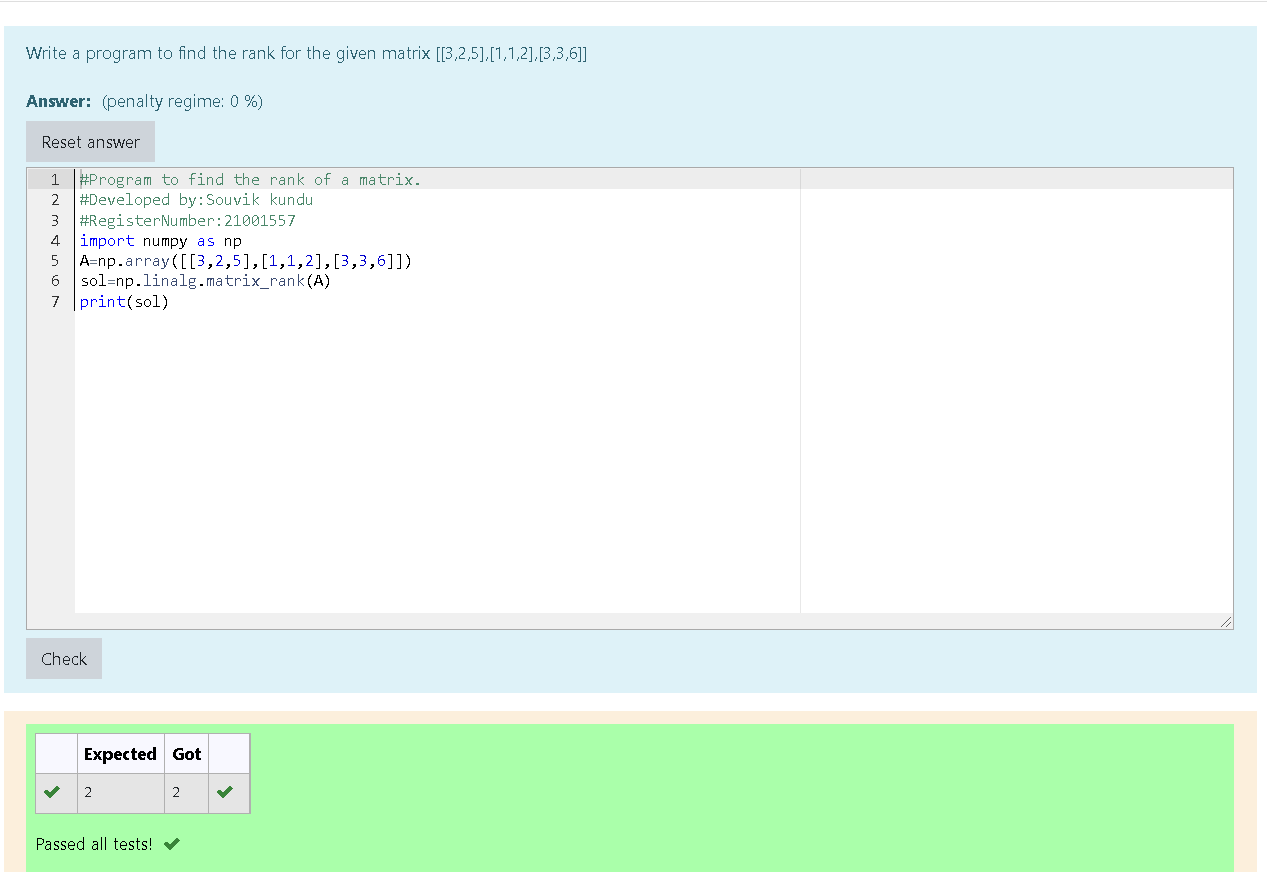 Write a program to find the rank for the given matrix [[3,2,5],[1,1,2],[3,3,6]]
Answer: (penalty regime: 0 %)
Reset answer
1 #Program to find the rank of a matrix.
2 #Developed by:Souvik kundu
3 #RegisterNumber:21001557
4 import numpy as np
5 A=np.array([[3,2,5],[1,1,2],[3,3,6]])
6 sol=np.linalg.matrix_rank(A)
7 print(sol)
Check
Expected Got
2 2
Passed all tests!